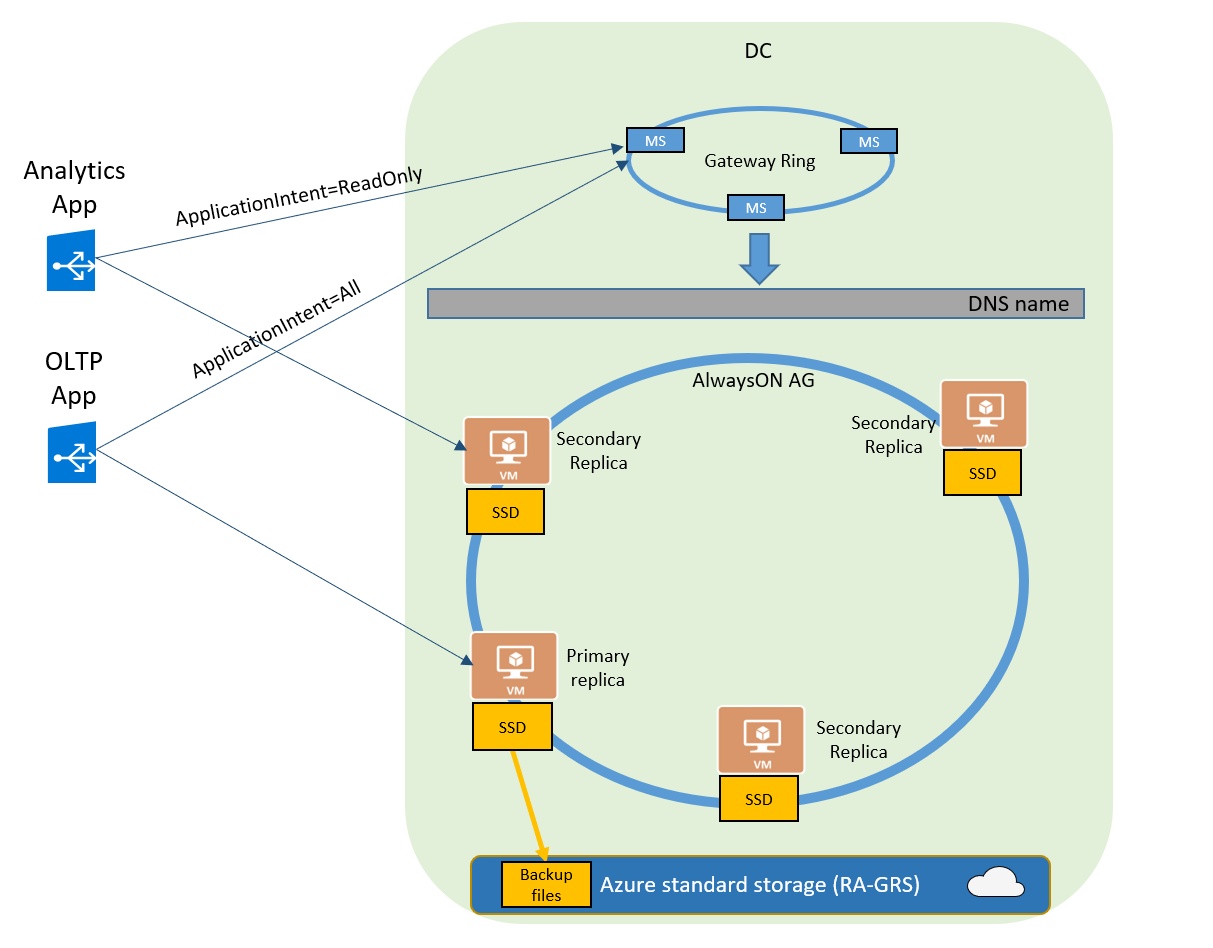 DC
MS
MS
Gateway Ring
MS
Analytics
App
ApplicationIntent=ReadOnly
ApplicationIntent=All
DNS name
OLTP
App
AlwaysON AG
VM
Secondary
Replica
SSD
Secondary
Replica
VM
SSD
VM
Primary
replica
SSD
VM
Secondary
Replica
SSD
Backup
files
Azure standard storage (RA-GRS)